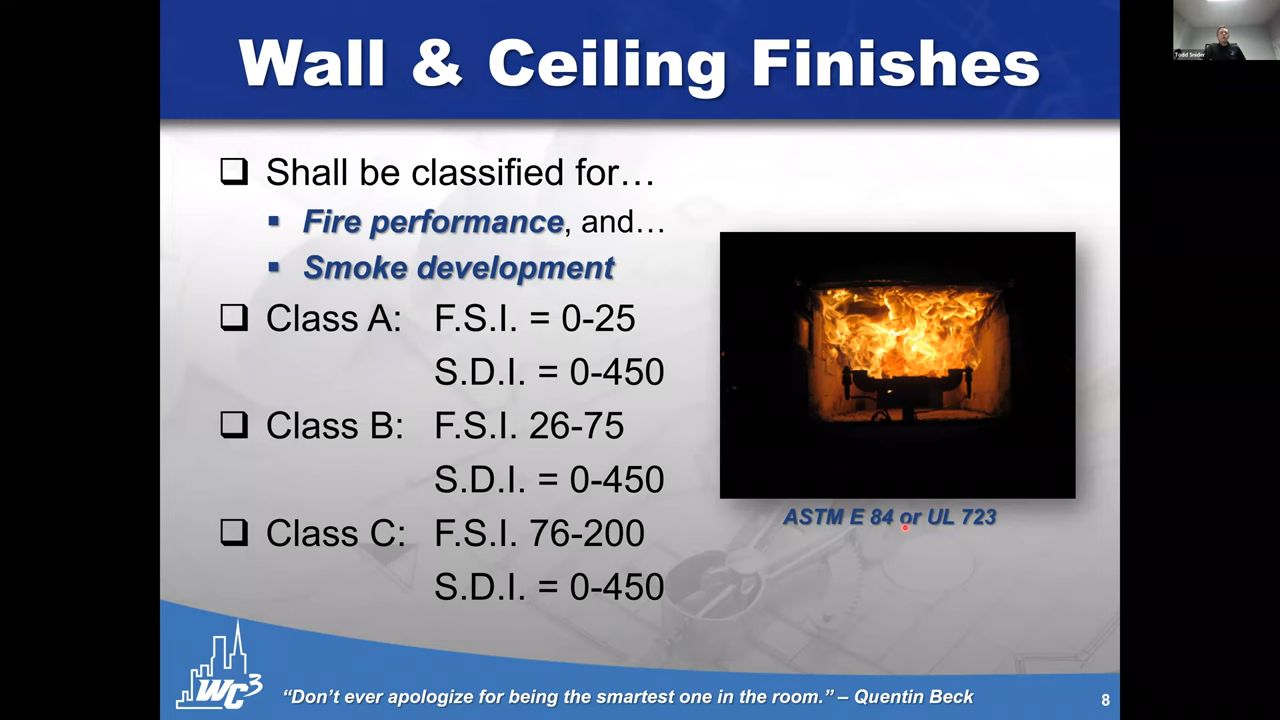 Wall & Ceiling Finishes
Todd Snider
Shall be classified for…
Fire performance, and…
Smoke development
Class A: F.S.I. = 0-25
S.D.I. = 0-450
Class B: F.S.I. 26-75
S.D.I. = 0-450
Class C: F.S.I. 76-200
S.D.I. = 0-450
ASTM E 84 or UL 723
WC3
“Don’t ever apologize for being the smartest one in the room.” – Quentin Beck
8